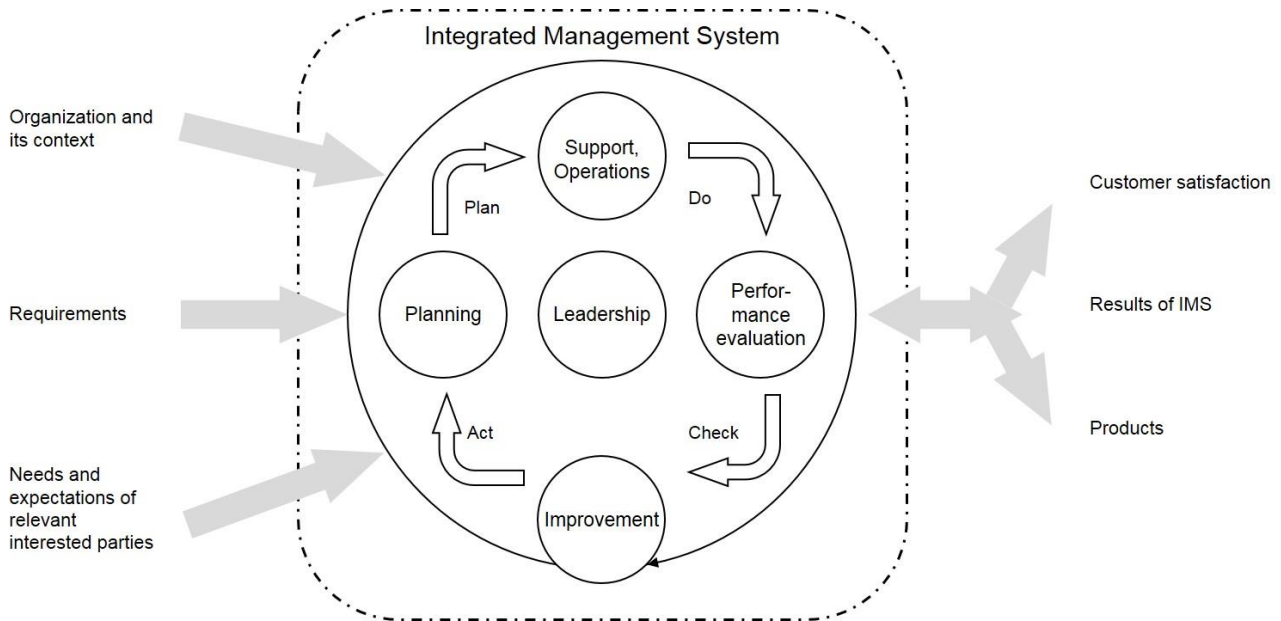 Integrated Management System
Organization and
its context
Requirements
Needs and
expectations of
relevant
interested parties
Support,
Operations
Plan
Do
Planning
Leadership
Perfor-
mance
evaluation
Act
Check
Improvement
Customer satisfaction
Results of IMS
Products